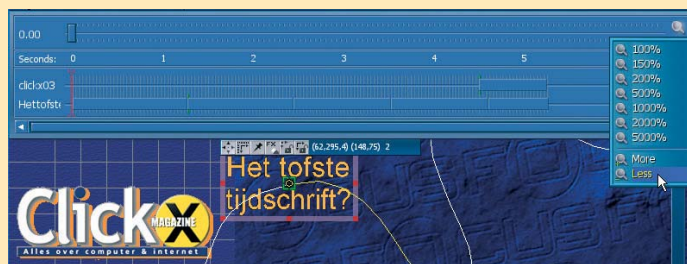 0.00
Seconds: 0 1 2 3 4 5
click03
Hettofste
100%
150%
200%
500%
1000%
2000%
5000%
More
Less
(62,295,4) (148,75) 2
Het tofste
tijdschrift?
ClickX
MAGAZINE
Alles over computer & internet